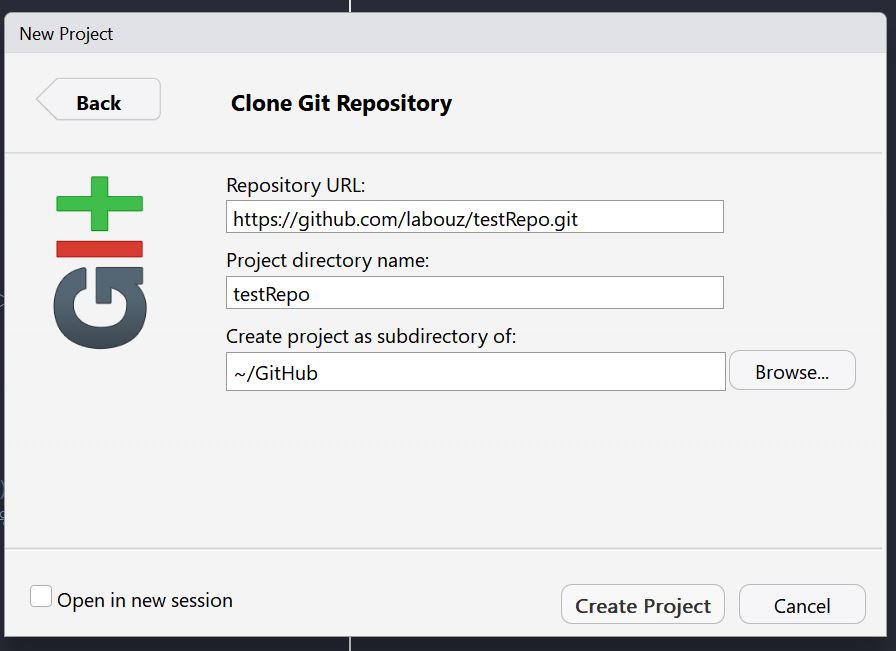 New Project
Back
Clone Git Repository
Repository URL:
https://github.com/labouz/testRepo.git
Project directory name:
testRepo
Create project as subdirectory of:
~/GitHub
Browse...
Git
Open in new session
Create Project
Cancel